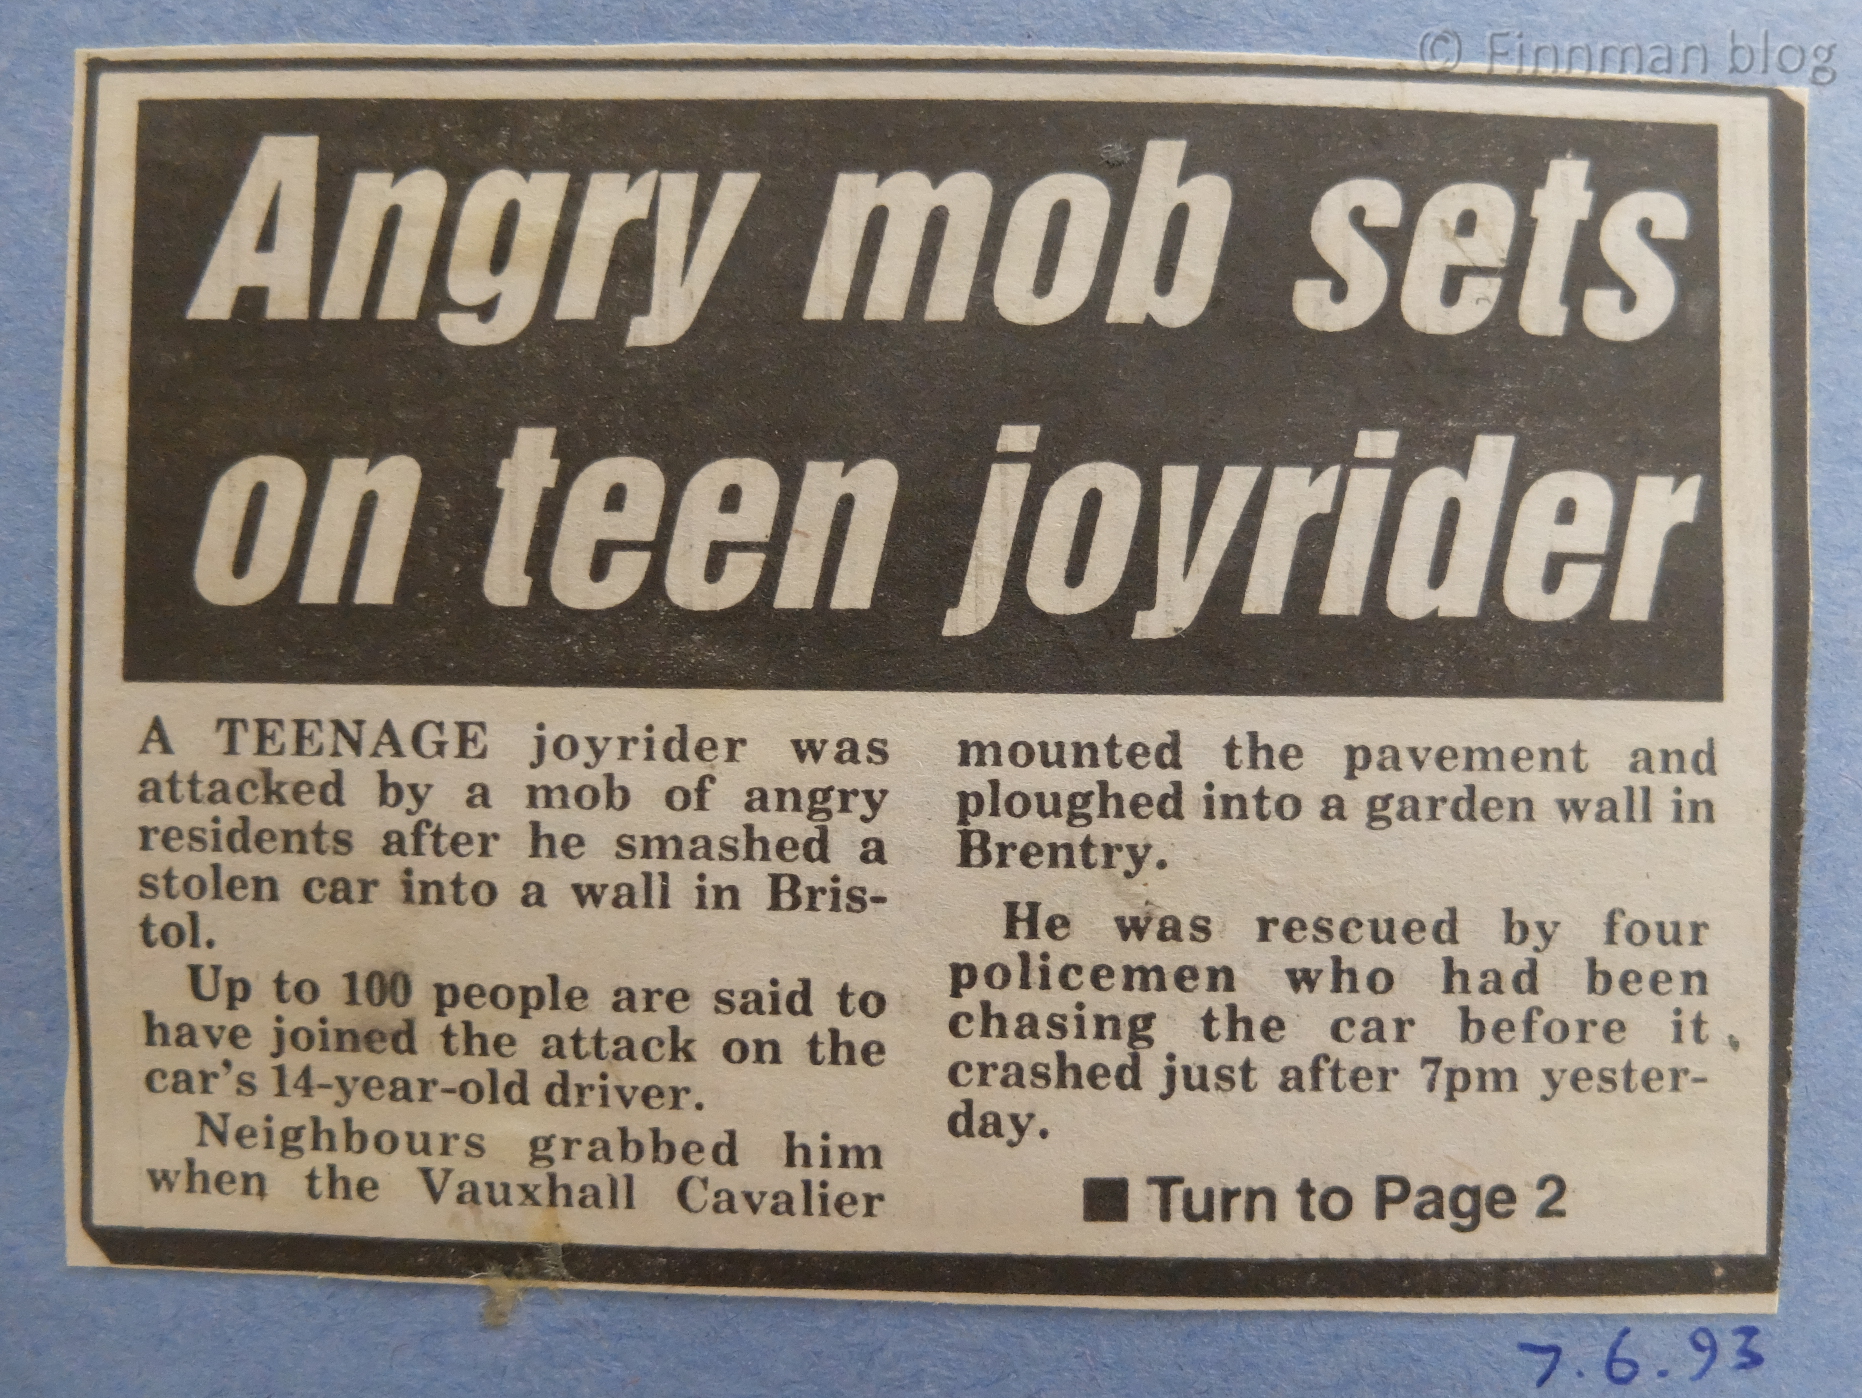 © Finnman blog
Angry mob sets
on teen joyrider
A TEENAGE joyrider was
attacked by a mob of angry
residents after he smashed a
stolen car into a wall in Bris-
tol.
Up to 100 people are said to
have joined the attack on the
car's 14-year-old driver.
Neighbours grabbed him
when the Vauxhall Cavalier
mounted the pavement and
ploughed into a garden wall in
Brentry.
He was rescued by four
policemen who had been
chasing the car before it
crashed just after 7pm yester-
day.
■ Turn to Page 2
7.6.93